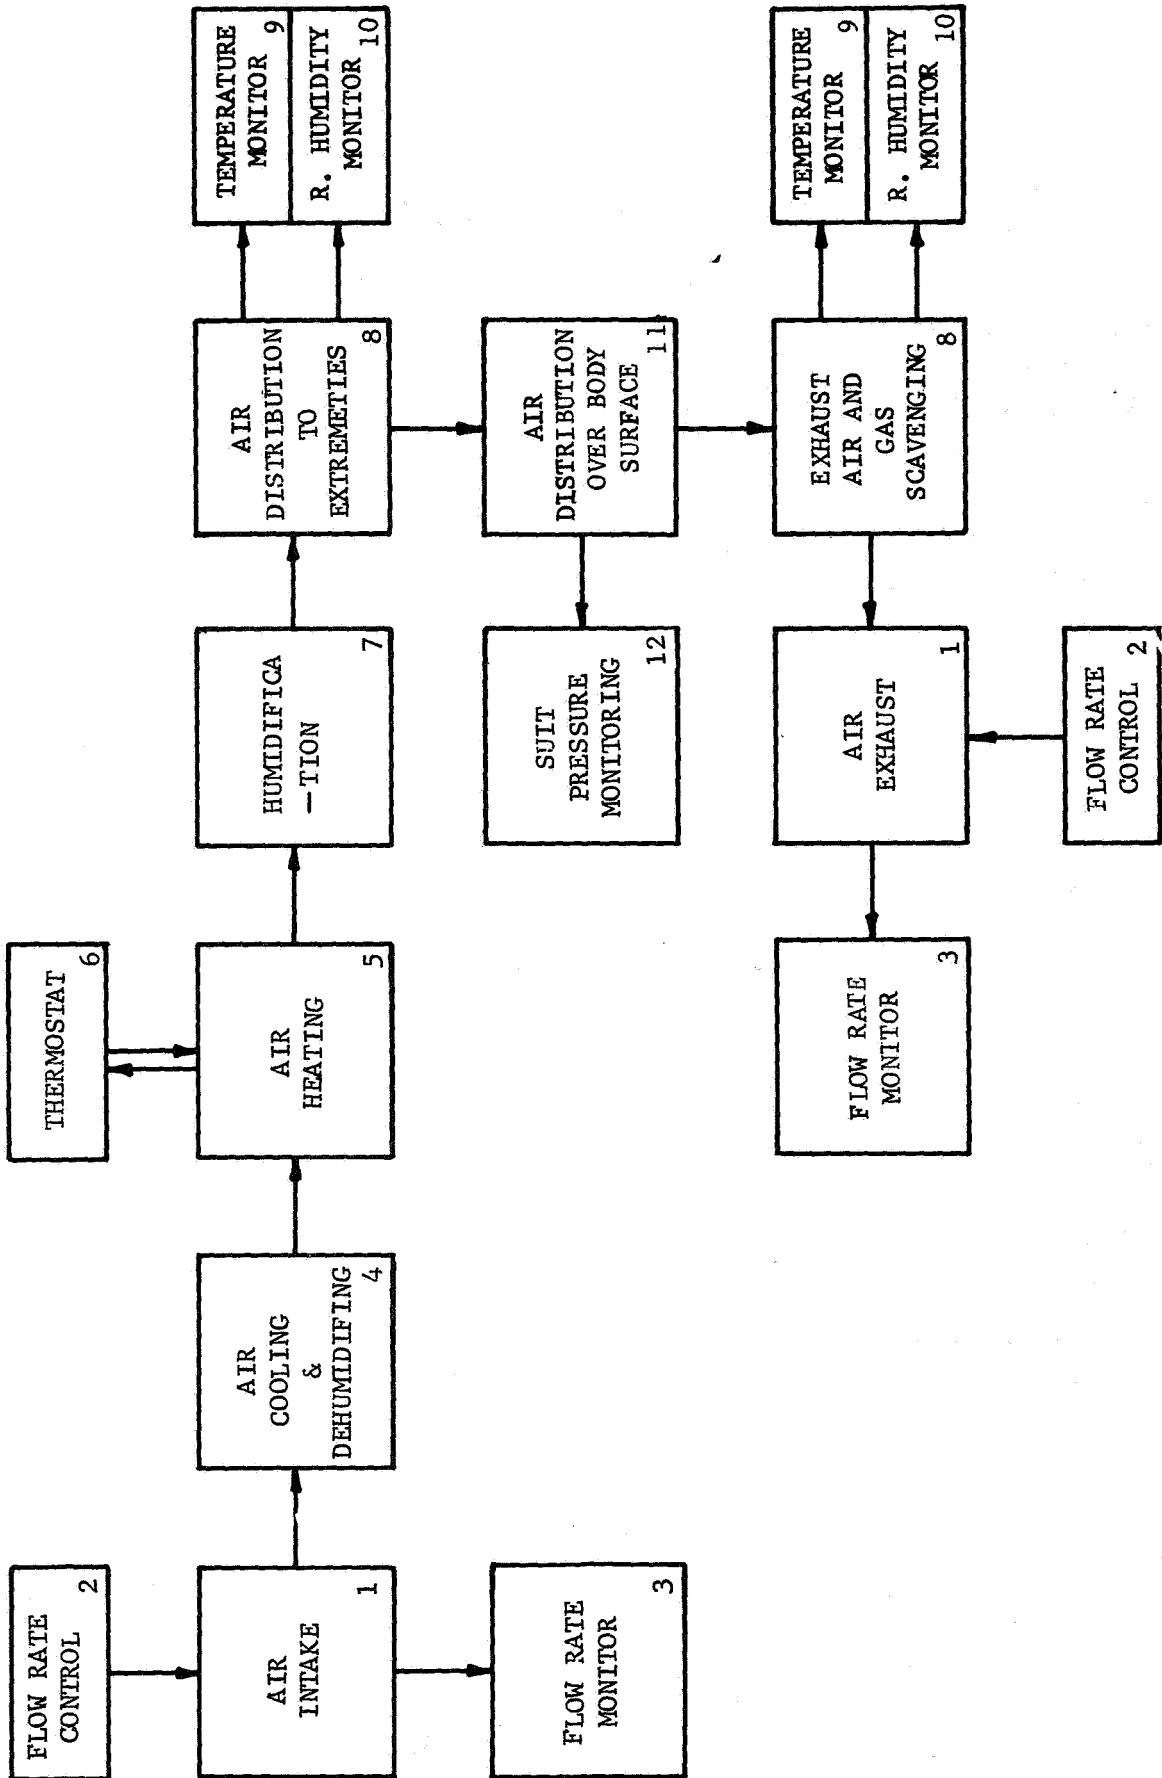 FLOW RATE
CONTROL
2
AIR
INTAKE
1
FLOW RATE
MONITOR
3
AIR
COOLING
&
DEHUMIDIFING
4
THERMOSTAT
6
AIR
HEATING
5
HUMIDIFICA
—TION
7
AIR
DISTRIBUTION
TO
EXTREMETIES
8
TEMPERATURE
MONITOR
9
R. HUMIDITY
MONITOR
10
AIR
DISTRIBUTION
OVER BODY
SURFACE
11
SUIT
PRESSURE
MONITORING
12
EXHAUST
AIR AND
GAS
SCAVENGING
8
TEMPERATURE
MONITOR
9
R. HUMIDITY
MONITOR
10
AIR
EXHAUST
1
FLOW RATE
CONTROL
2
FLOW RATE
MONITOR
3